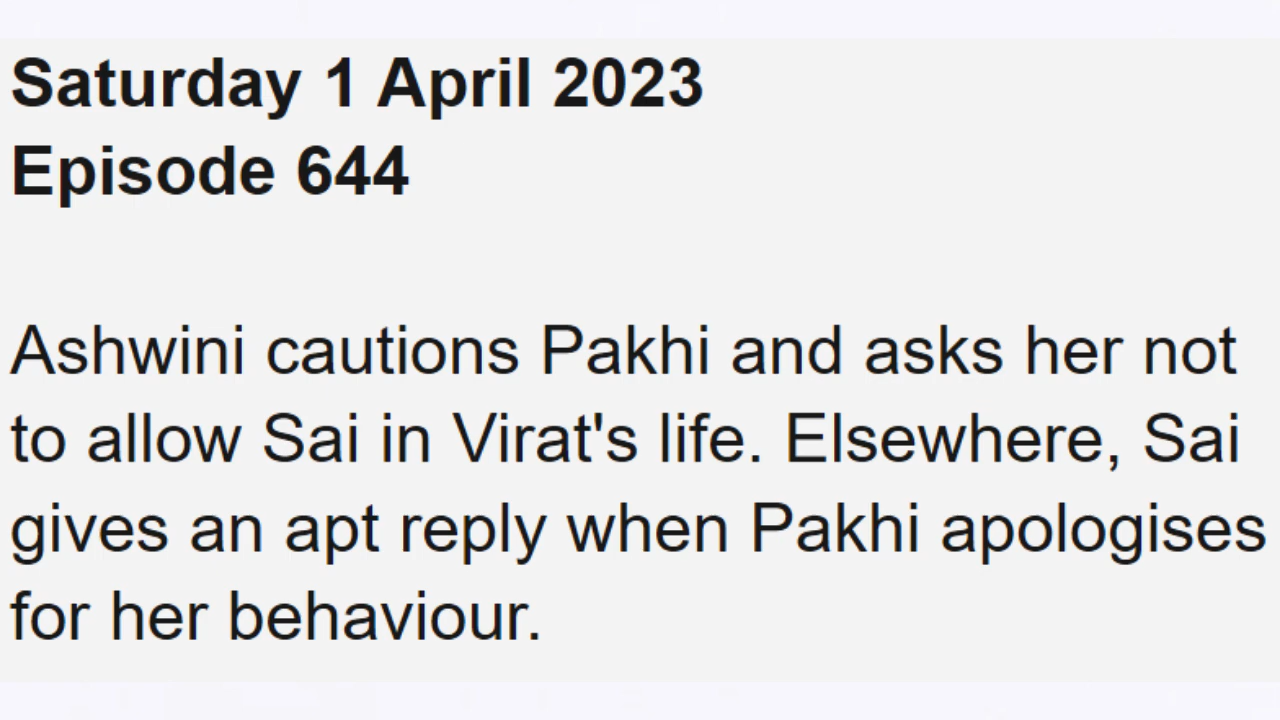 Saturday 1 April 2023
Episode 644
Ashwini cautions Pakhi and asks her not
to allow Sai in Virat's life. Elsewhere, Sai
gives an apt reply when Pakhi apologises
for her behaviour.